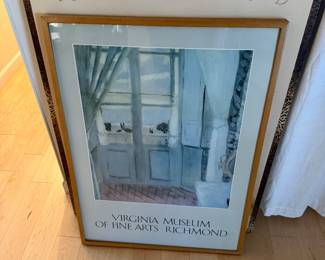 VIRGINIA MUSEUM
OF FINE ARTS RICHMOND